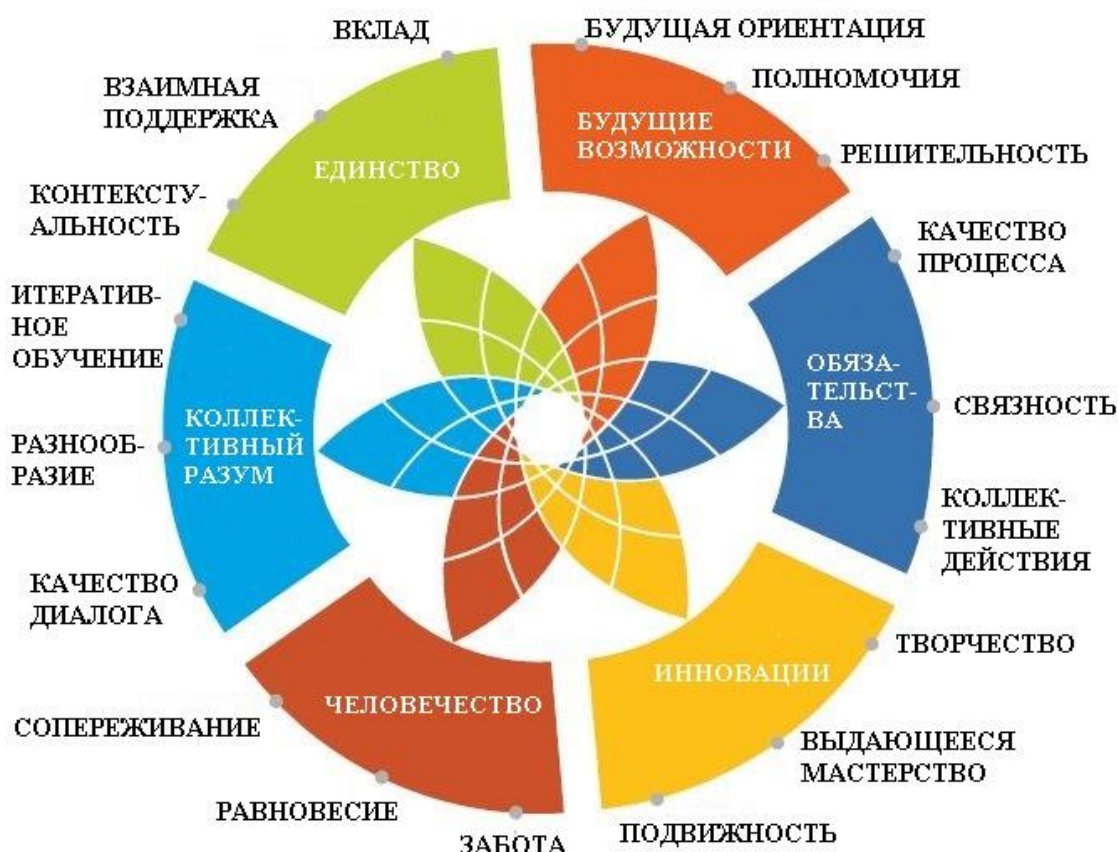 ВКЛАД
ВЗАИМНАЯ
ПОДДЕРЖКА
КОНТЕКСТУ-
АЛЬНОСТЬ
ЕДИНСТВО
БУДУЩАЯ ОРИЕНТАЦИЯ
ПОЛНОМОЧИЯ
РЕШИТЕЛЬНОСТЬ
БУДУЩИЕ
ВОЗМОЖНОСТИ
КАЧЕСТВО
ПРОЦЕССА
СВЯЗНОСТЬ
КОЛЛЕК-
ТИВНЫЕ
ДЕЙСТВИЯ
ОБЯЗА-
ТЕЛЬСТ-
ВА
ТВОРЧЕСТВО
ВЫДАЮЩЕЕСЯ
МАСТЕРСТВО
ПОДВИЖНОСТЬ
ИННОВАЦИИ
ЗАБОТА
РАВНОВЕСИЕ
СОПЕРЕЖИВАНИЕ
ЧЕЛОВЕЧЕСТВО
КАЧЕСТВО
ДИАЛОГА
РАЗНООБ-
РАЗИЕ
ИТЕРАТИВ-
НОЕ
ОБУЧЕНИЕ
КОЛЛЕК-
ТИВНЫЙ
РАЗУМ